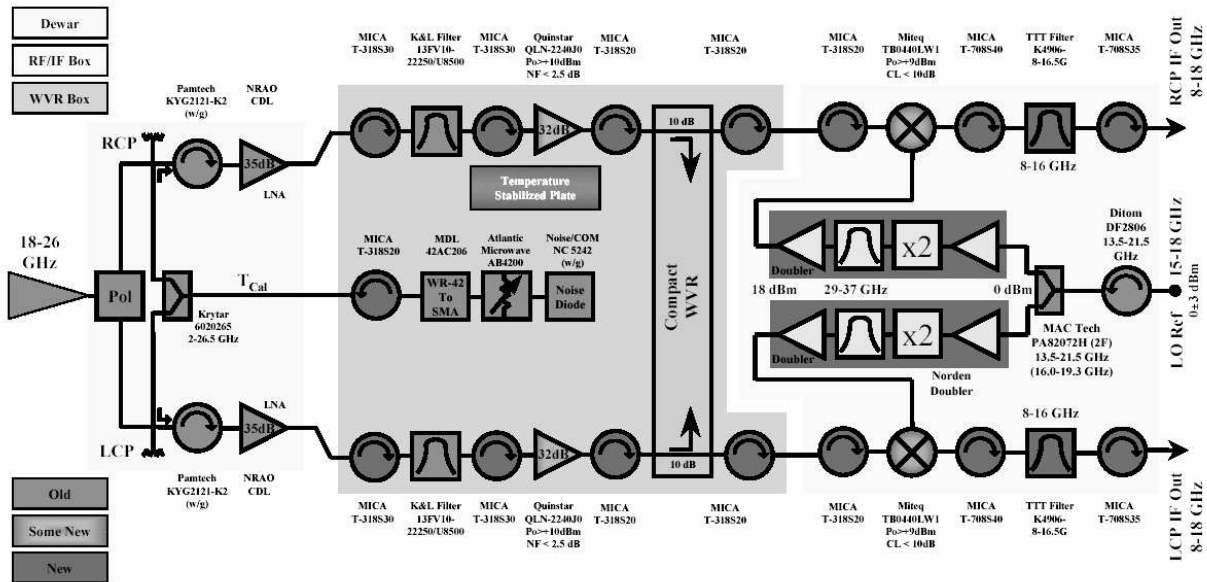 Dewar
RF/IF Box
WVR Box
MICA
T-318S30
K&L Filter
13FV10-
22250/U8500
MICA
T-318S30
Quinstar
QLN-2240J0
Po>+10dBm
NF < 2.5 dB
MICA
T-318S20
MICA
T-318S20
MICA
T-318S20
Miteq
TB0440LW1
Po>+9dBm
CL < 10dB
MICA
T-708S40
TTT Filter
K4906-
8-16.5G
MICA
T-708S35
RCP IF Out
8-18 GHz
Pamtech
KYG2121-K2
(w/g)
NRAO
CDL
RCP
35dB
LNA
32dB
10 dB
8-16 GHz
Temperature
Stabilized Plate
18-26
GHz
Pol
TCal
Krytar
6020265
2-26.5 GHz
MICA
T-318S20
MDL
42AC206
Atlantic
Microwave
AB4200
Noise/COM
NC 5242
(w/g)
WR-42
To
SMA
Noise
Diode
Compact
WVR
Doubler
x2
18 dBm
29-37 GHz
0 dBm
Ditom
DF2806
13.5-21.5
GHz
LO Ref 15-18 GHz
0±3 dBm
MAC Tech
PA82072H (2F)
13.5-21.5 GHz
(16.0-19.3 GHz)
Doubler
x2
Norden
Doubler
LCP
35dB
LNA
32dB
10 dB
8-16 GHz
Pamtech
KYG2121-K2
(w/g)
NRAO
CDL
MICA
T-318S30
K&L Filter
13FV10-
22250/U8500
MICA
T-318S30
Quinstar
QLN-2240J0
Po>+10dBm
NF < 2.5 dB
MICA
T-318S20
MICA
T-318S20
MICA
T-318S20
Miteq
TB0440LW1
Po>+9dBm
CL < 10dB
MICA
T-708S40
TTT Filter
K4906-
8-16.5G
MICA
T-708S35
LCP IF Out
8-18 GHz
Old
Some New
New